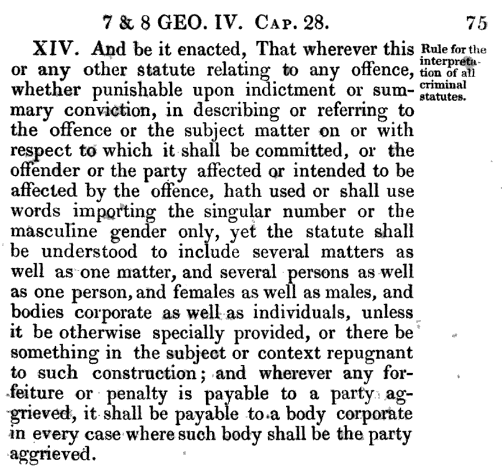 7 & 8 GEO. IV. CAP. 28. 75
XIV. And be it enacted, That wherever this
or any other statute relating to any offence,
whether punishable upon indictment or sum-
mary conviction, in describing or referring to
the offence or the subject matter on or with
respect to which it shall be committed, or the
offender or the party affected or intended to be
affected by the offence, hath used or shall use
words importing the singular number or the
masculine gender only, yet the statute shall
be understood to include several matters as
well as one matter, and several persons as well
as one person, and females as well as males, and
bodies corporate as well as individuals, unless
it be otherwise specially provided, or there be
something in the subject or context repugnant
to such construction; and wherever any for-
feiture or penalty is payable to a party ag-
grieved, it shall be payable to a body corporate
in every case where such body shall be the party
aggrieved.
Rule for the
interpreta-
tion of all
criminal
statutes.